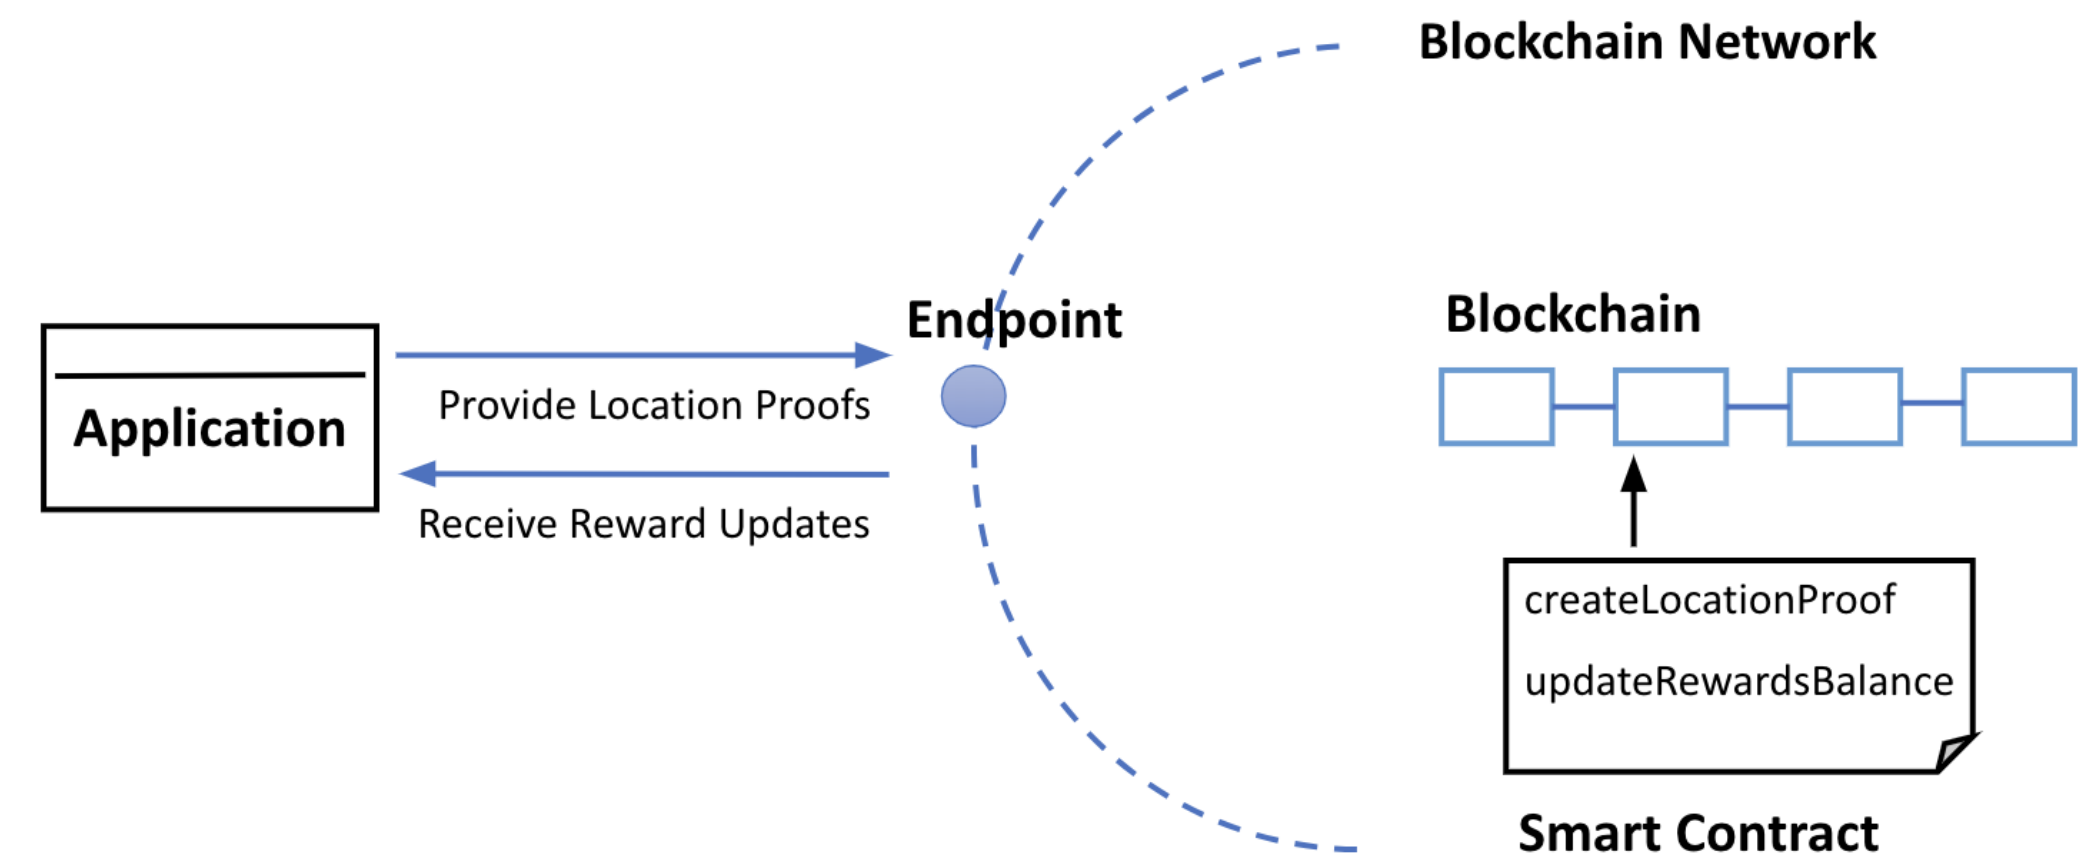 Blockchain Network
Endpoint
Blockchain
Application
Provide Location Proofs
Receive Reward Updates
createLocationProof
updateRewardsBalance
Smart Contract